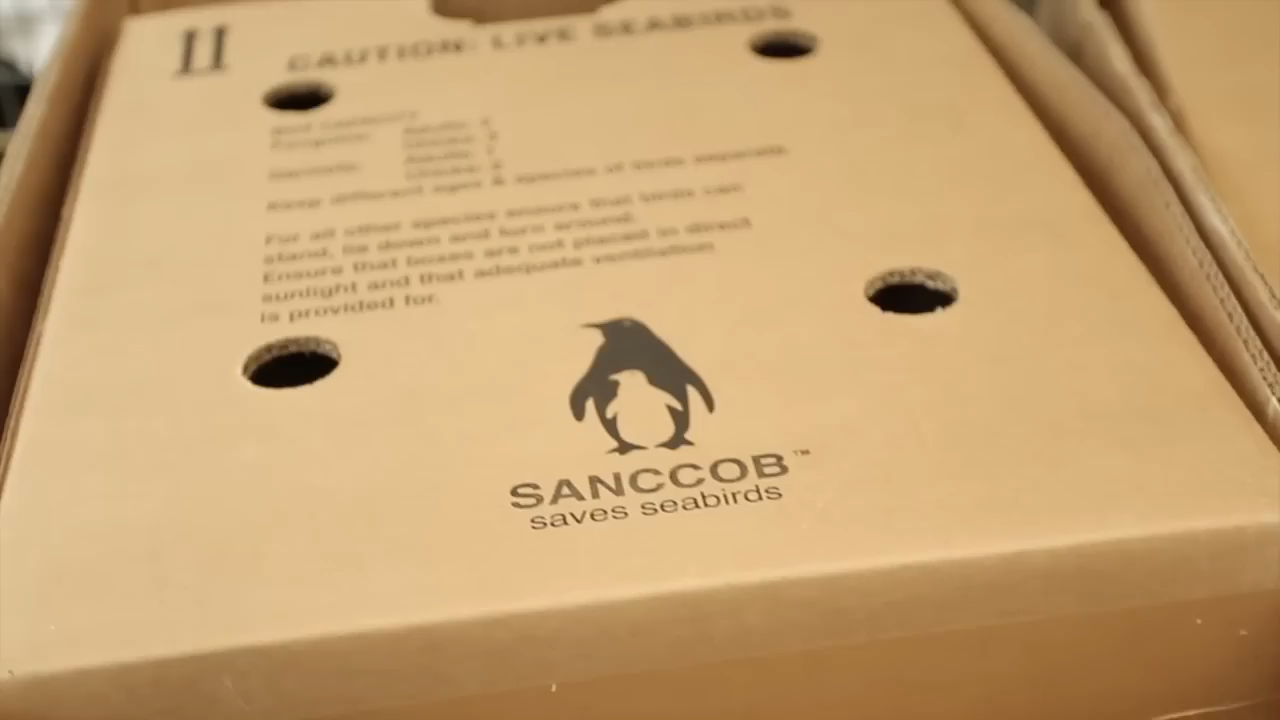 CAUTION: LIVE SEABIRDS
Keep different ages & species of birds separate
For all other species ensure that birds can
stand, lie down and turn around.
Ensure that boxes are not placed in direct
sunlight and that adequate ventilation
is provided for.
SANCCOB™
saves seabirds